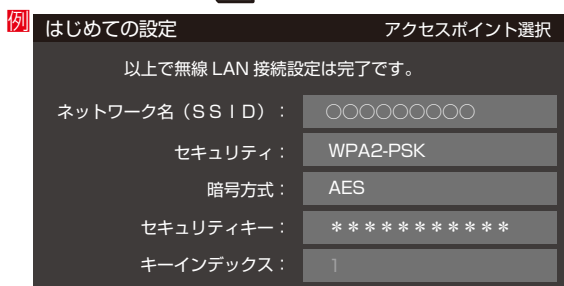 例
はじめての設定 アクセスポイント選択
以上で無線 LAN 接続設定は完了です。
ネットワーク名（ＳＳＩＤ）： ○○○○○○○○○
セキュリティ： WPA2-PSK
暗号方式： AES
セキュリティキー： ＊＊＊＊＊＊＊＊＊＊＊
キーインデックス： 1